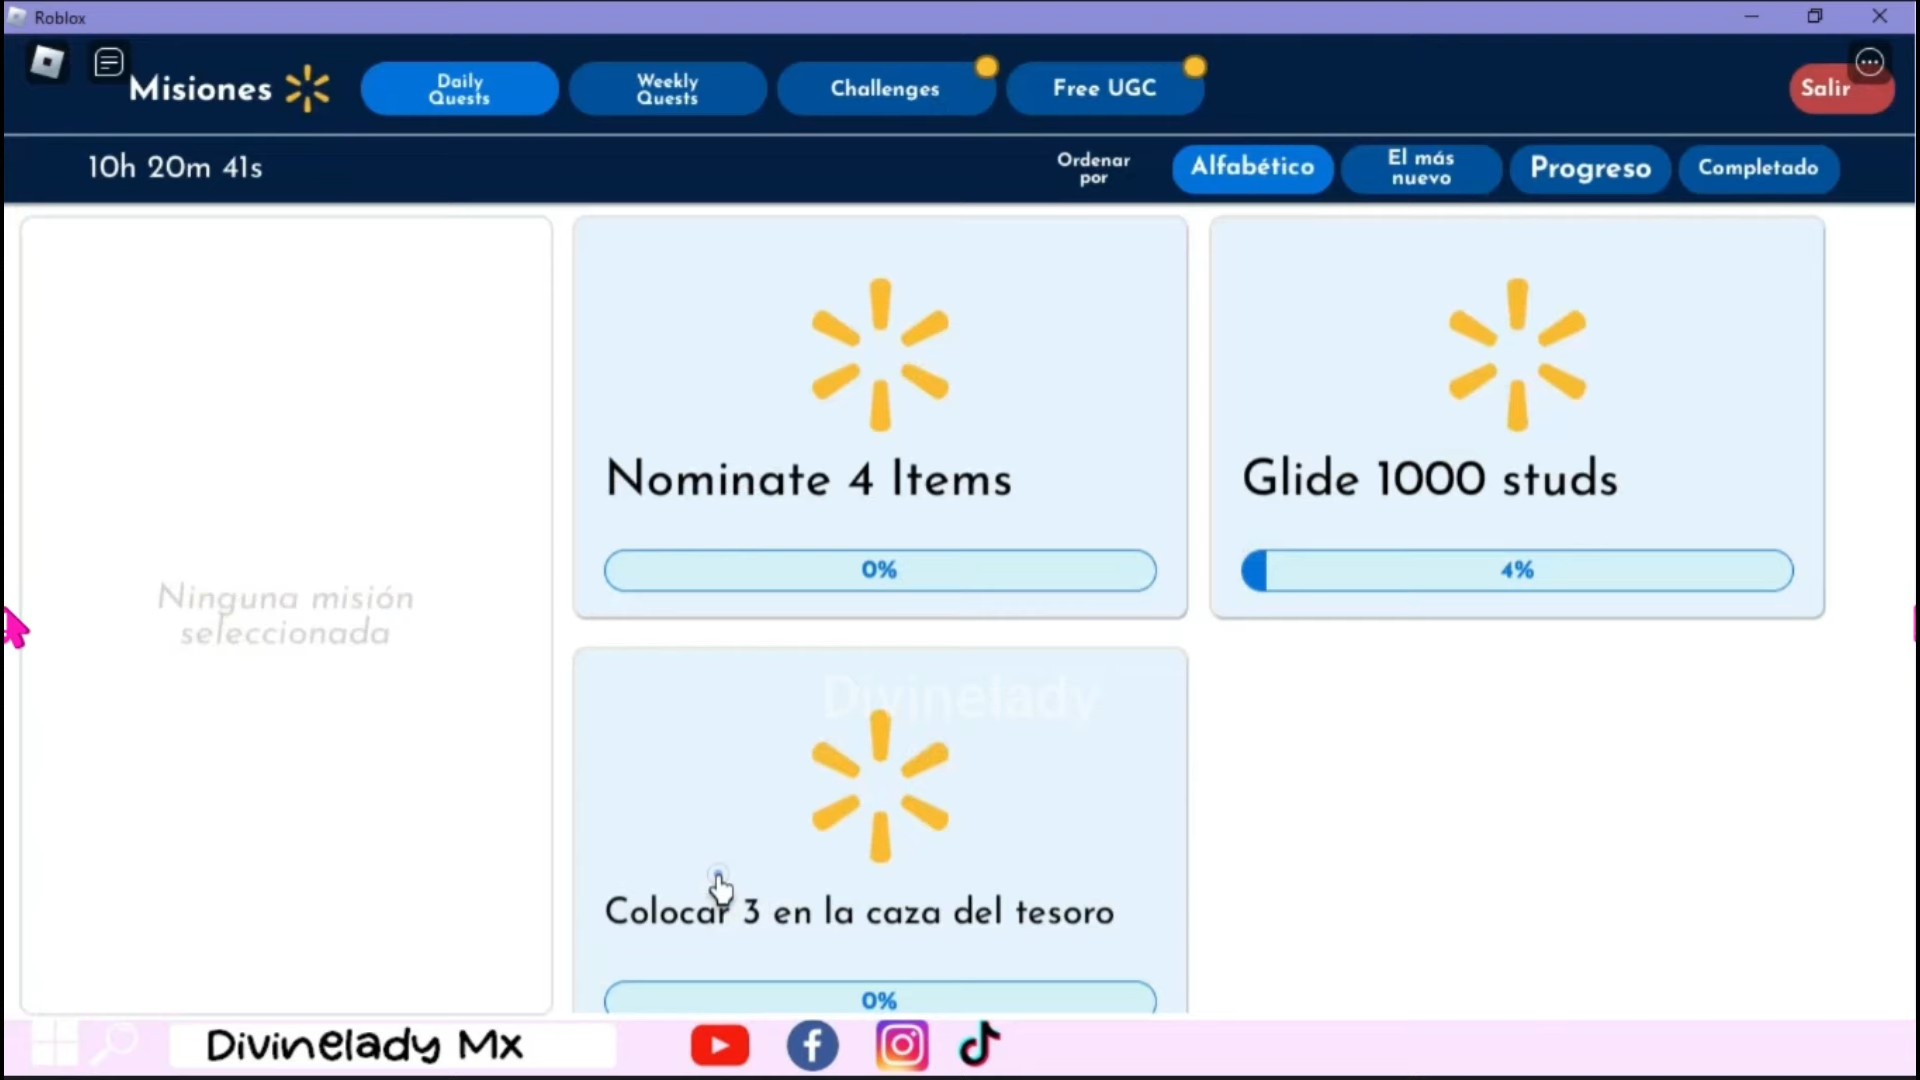 Roblox
Misiones
Daily
Quests
Weekly
Quests
Challenges
Free UGC
Salir
10h 20m 41s
Ordenar
por
Alfabético
El más
nuevo
Progreso
Completado
Ninguna misión
seleccionada
Nominate 4 Items
0%
Glide 1000 studs
4%
Divinelady
Colocar 3 en la caza del tesoro
0%
Divinelady Mx